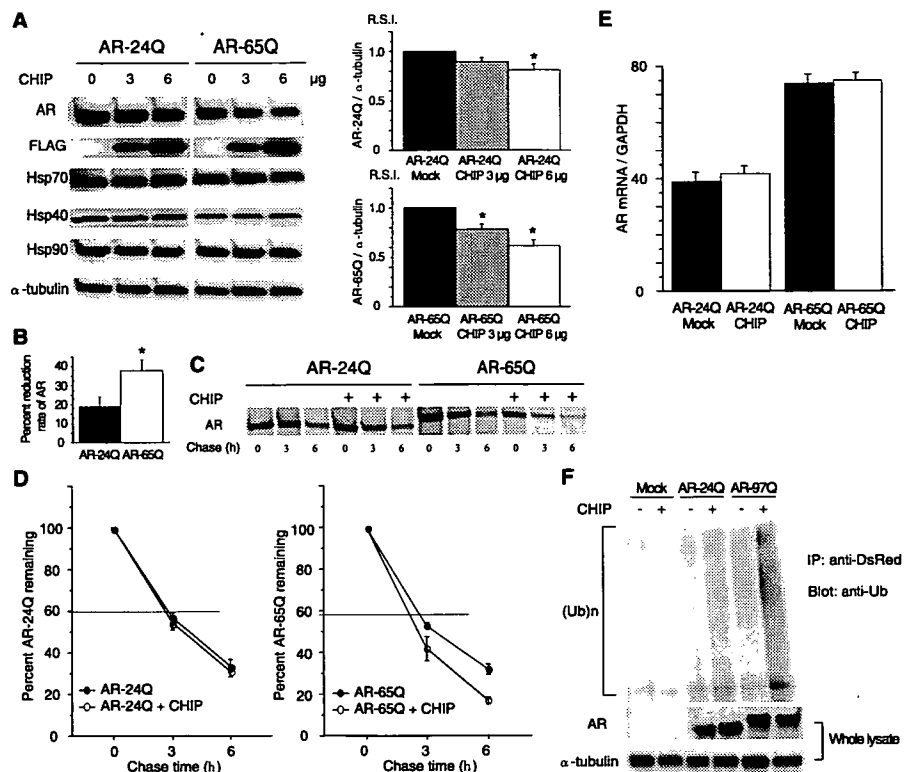 A
AR-24Q AR-65Q
CHIP 0 3 6 0 3 6 μg
AR
FLAG
Hsp70
Hsp40
Hsp90
α-tubulin
R.S.I.
AR-24Q / α-tubulin
1.0
0.5
0
AR-24Q Mock
AR-24Q CHIP 3 μg
AR-24Q CHIP 6 μg
*
R.S.I.
AR-65Q / α-tubulin
1.0
0.5
0
AR-65Q Mock
AR-65Q CHIP 3 μg
AR-65Q CHIP 6 μg
*
*
E
AR mRNA / GAPDH
80
40
0
AR-24Q Mock
AR-24Q CHIP
AR-65Q Mock
AR-65Q CHIP
B
Percent reduction rate of AR
40
30
20
10
0
*
AR-24Q AR-65Q
C
AR-24Q AR-65Q
CHIP + + + + + +
AR
Chase (h) 0 3 6 0 3 6 0 3 6 0 3 6
D
Percent AR-24Q remaining
100
80
60
40
20
0
AR-24Q
AR-24Q + CHIP
0 3 6
Chase time (h)
Percent AR-65Q remaining
100
80
60
40
20
0
AR-65Q
AR-65Q + CHIP
0 3 6
Chase time (h)
F
Mock AR-24Q AR-97Q
CHIP - + - + - +
(Ub)n
IP: anti-DsRed
Blot: anti-Ub
AR
α-tubulin
Whole lysate